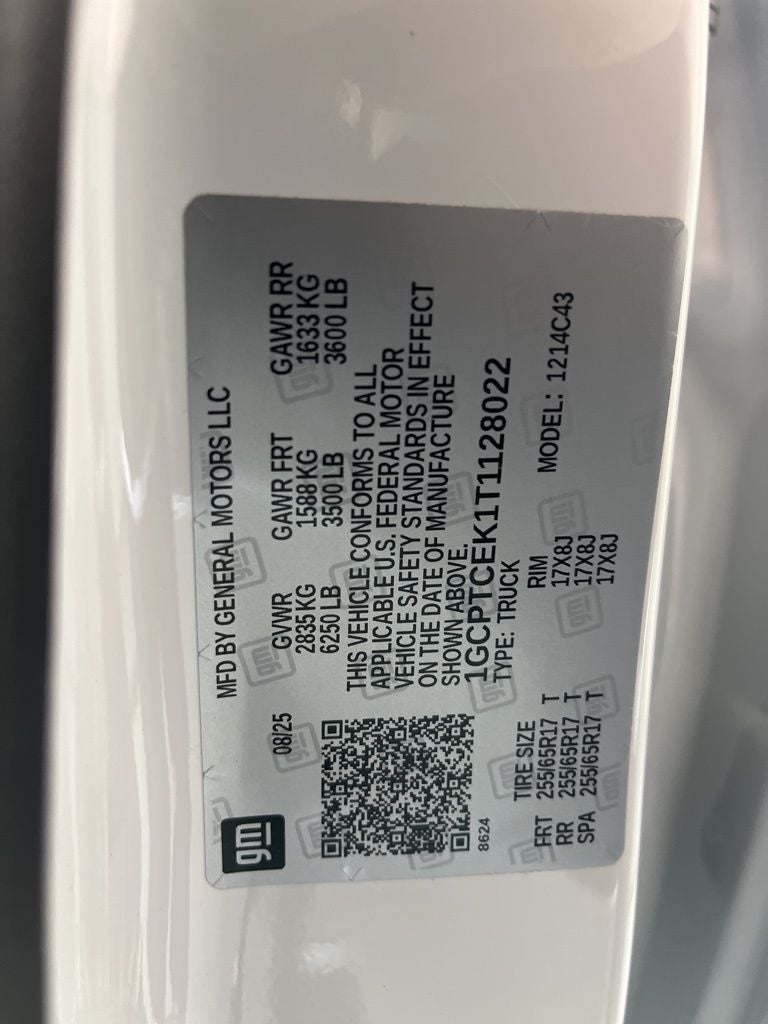 gm
MFD BY GENERAL MOTORS LLC
08/25
GVWR GAWR FRT GAWR RR
2835 KG 1588 KG 1633 KG
6250 LB 3500 LB 3600 LB
THIS VEHICLE CONFORMS TO ALL
APPLICABLE U.S. FEDERAL MOTOR
VEHICLE SAFETY STANDARDS IN EFFECT
ON THE DATE OF MANUFACTURE
SHOWN ABOVE.
1GCPTCEK1T1128022
8624
TYPE: TRUCK MODEL: 1214C43
TIRE SIZE RIM
FRT 255/65R17 T 17X8J
RR 255/65R17 T 17X8J
SPA 255/65R17 T 17X8J